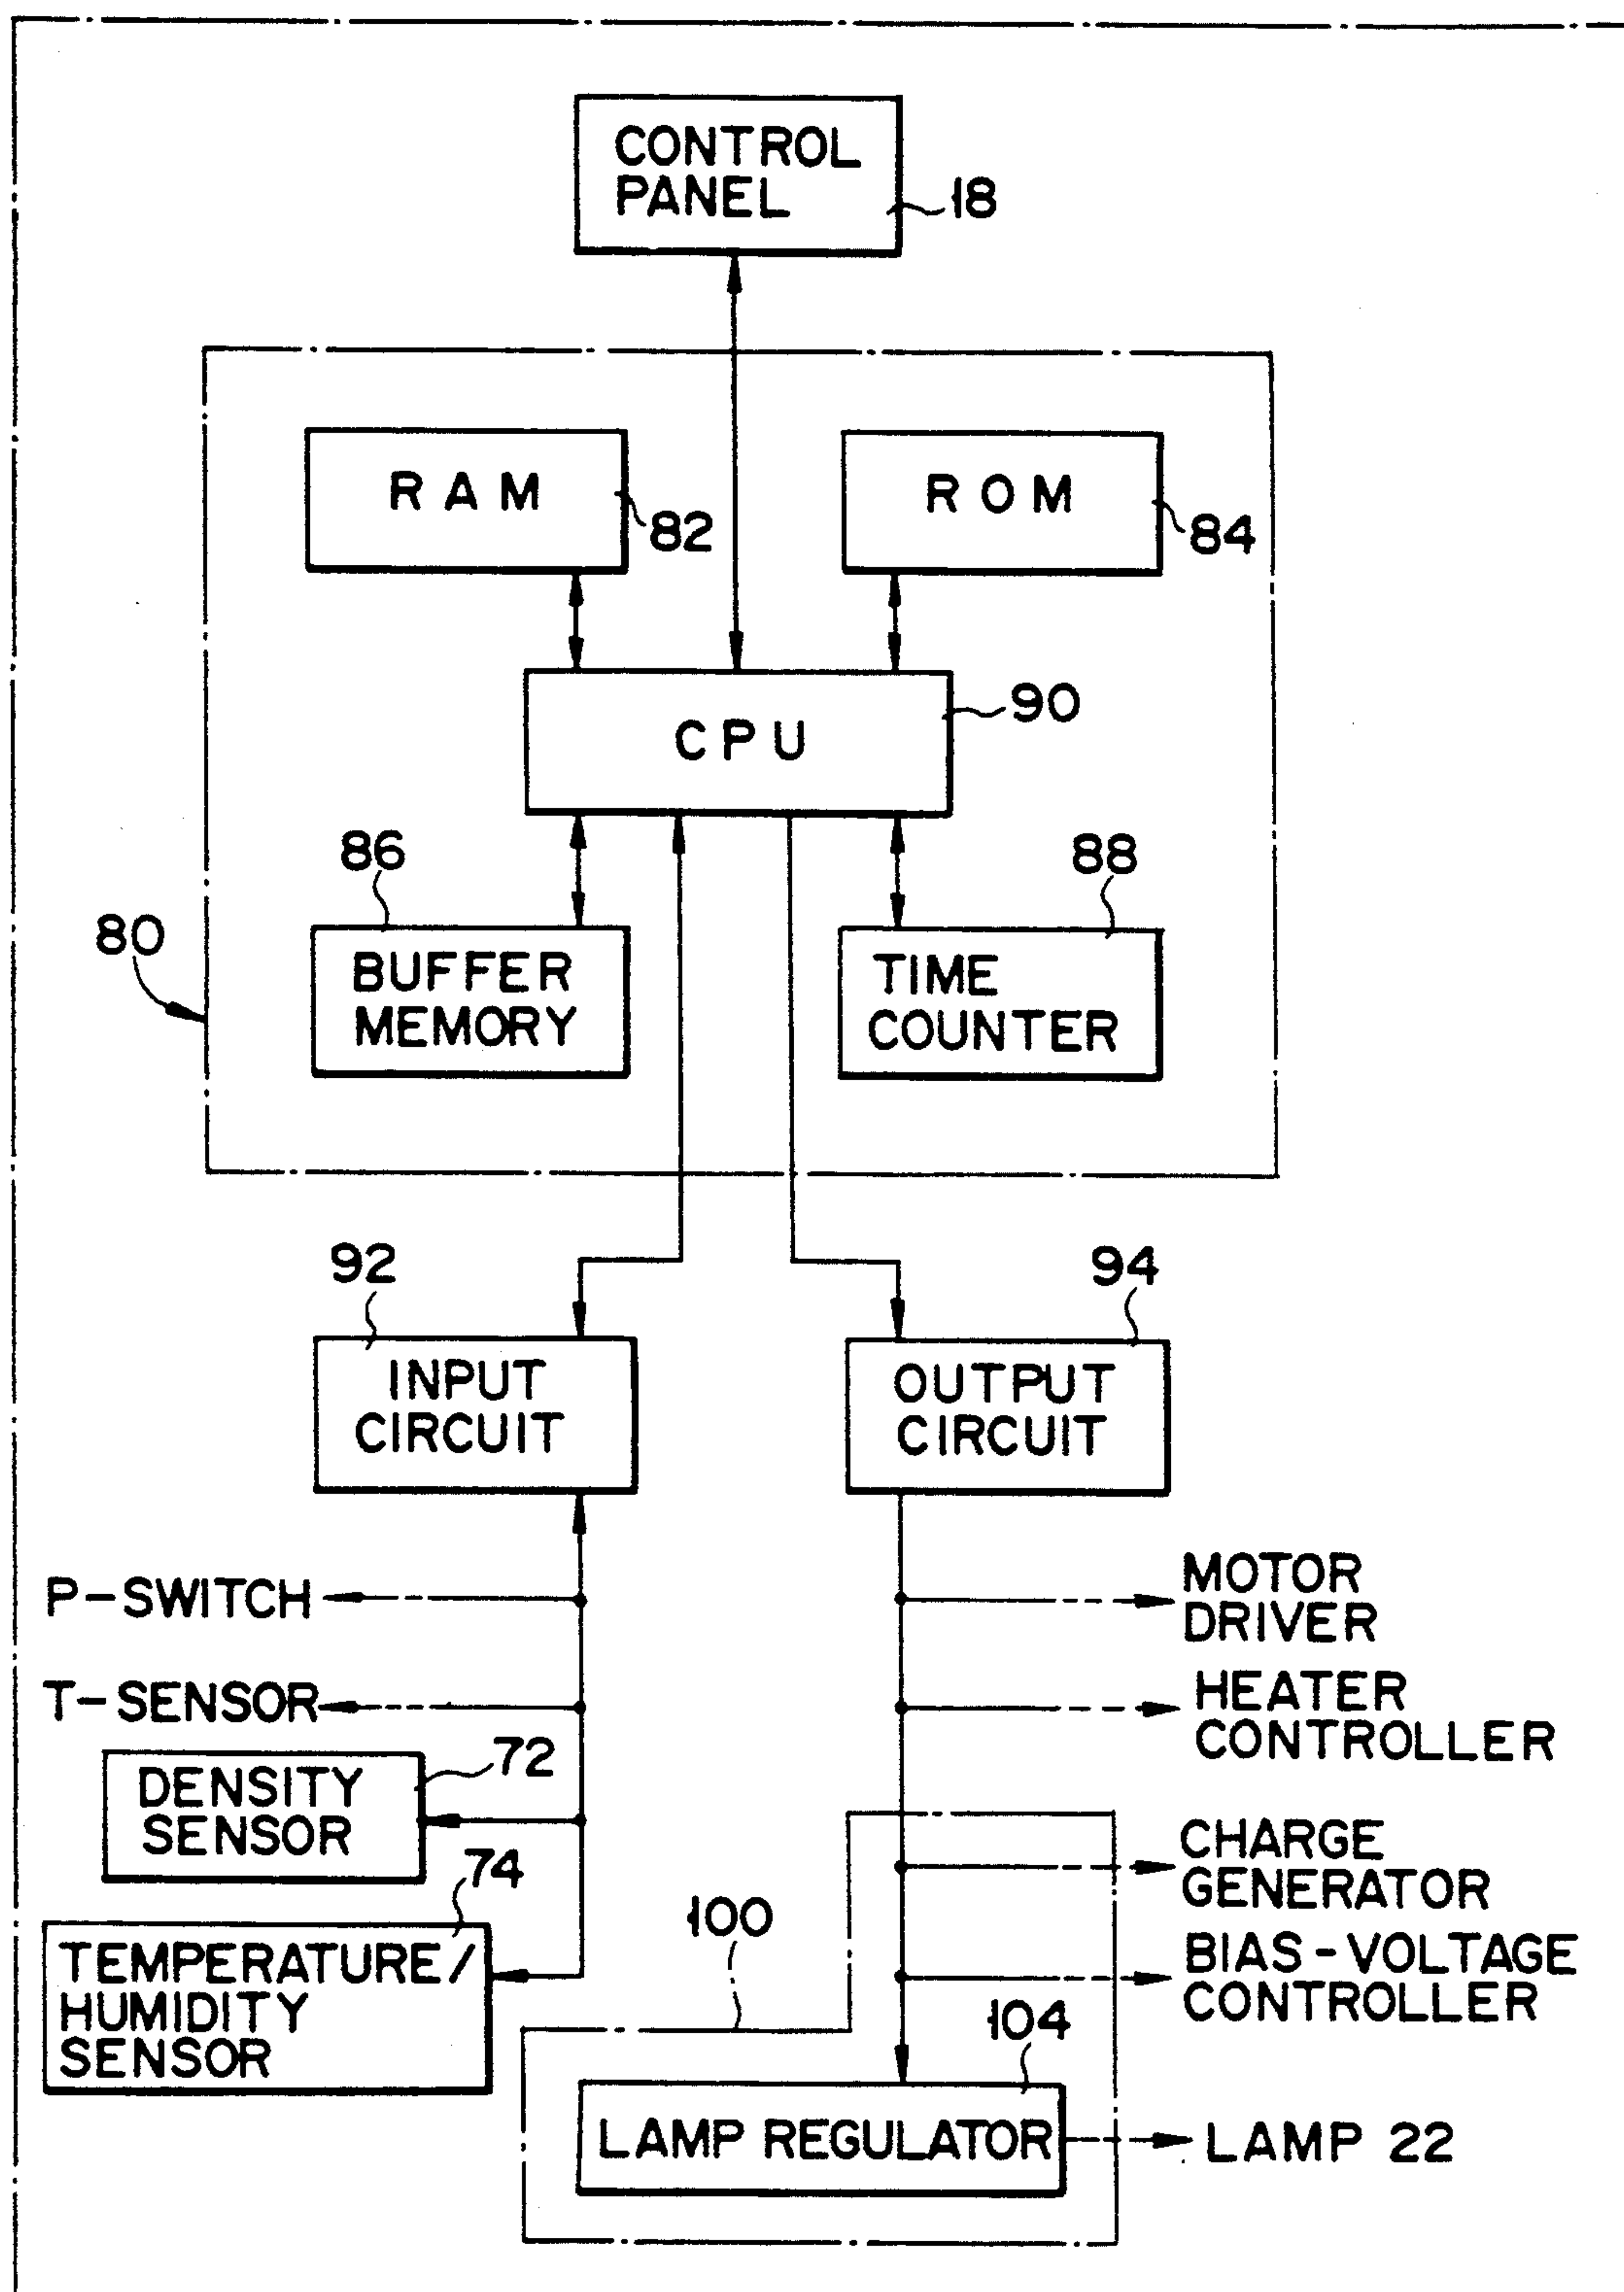 CONTROL
PANEL
18
RAM
82
ROM
84
CPU
90
86
88
80
BUFFER
MEMORY
TIME
COUNTER
92
94
INPUT
CIRCUIT
OUTPUT
CIRCUIT
P-SWITCH
MOTOR
DRIVER
T-SENSOR
HEATER
CONTROLLER
72
DENSITY
SENSOR
74
CHARGE
GENERATOR
100
TEMPERATURE/
HUMIDITY
SENSOR
BIAS-VOLTAGE
CONTROLLER
104
LAMP REGULATOR
LAMP 22